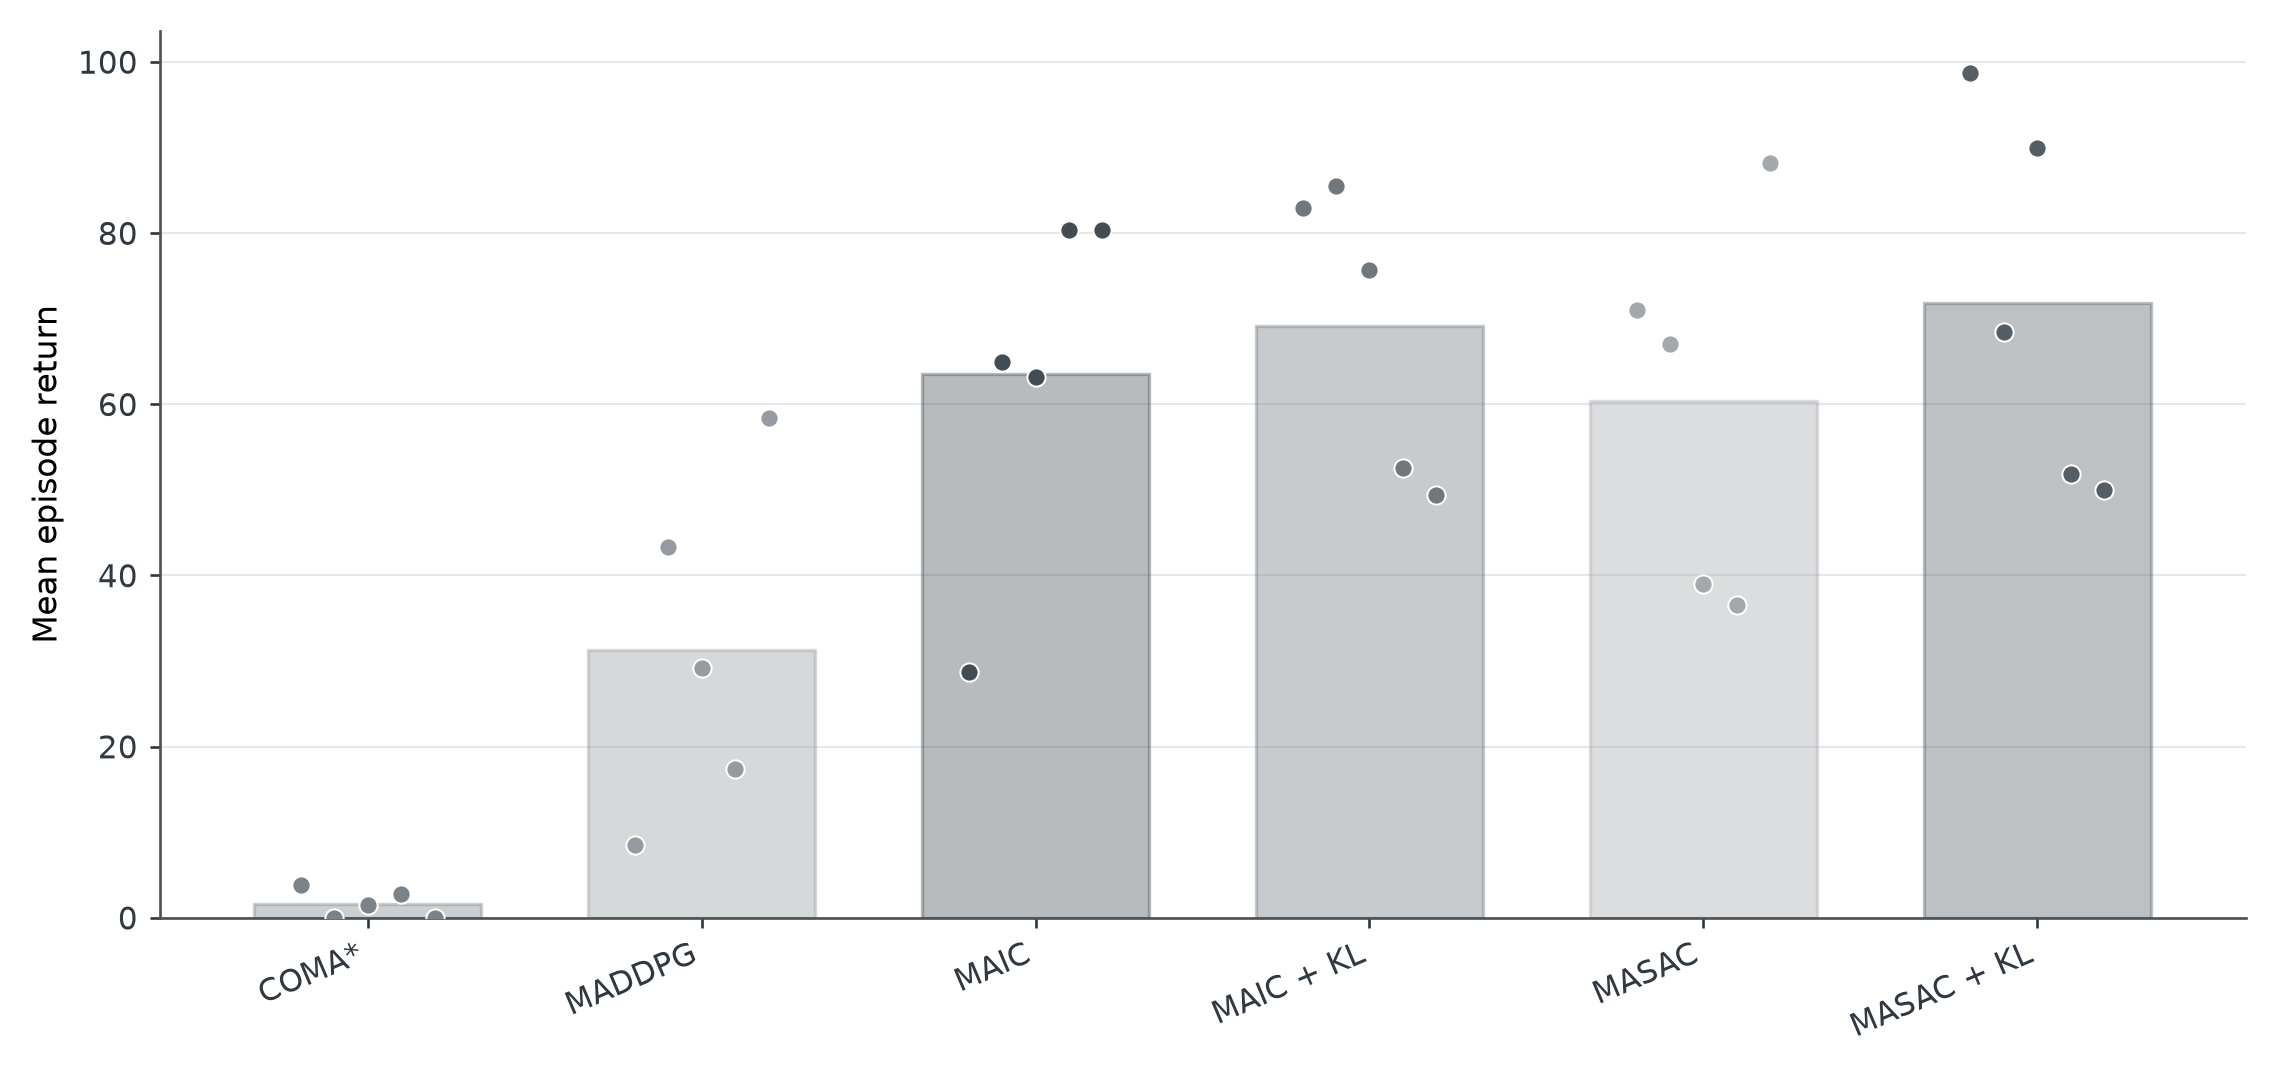 Mean episode return
100
80
60
40
20
0
COMA*
MADDPG
MAIC
MAIC + KL
MASAC
MASAC + KL